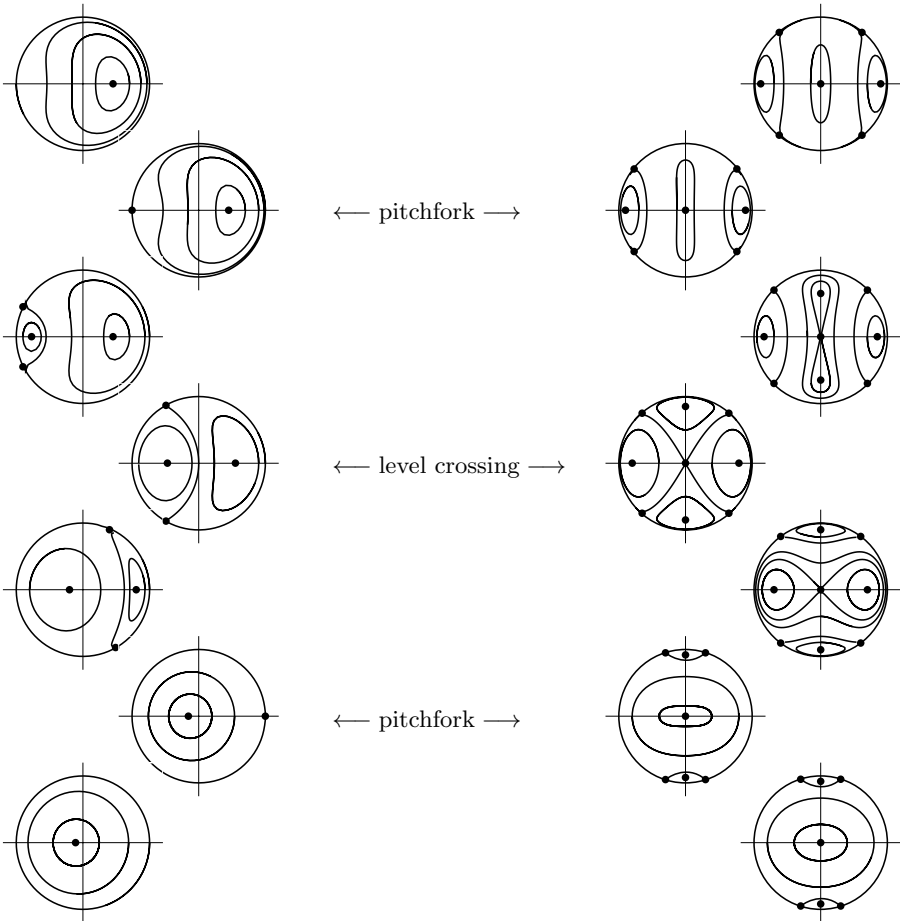 ←— pitchfork —→
←— level crossing —→
←— pitchfork —→